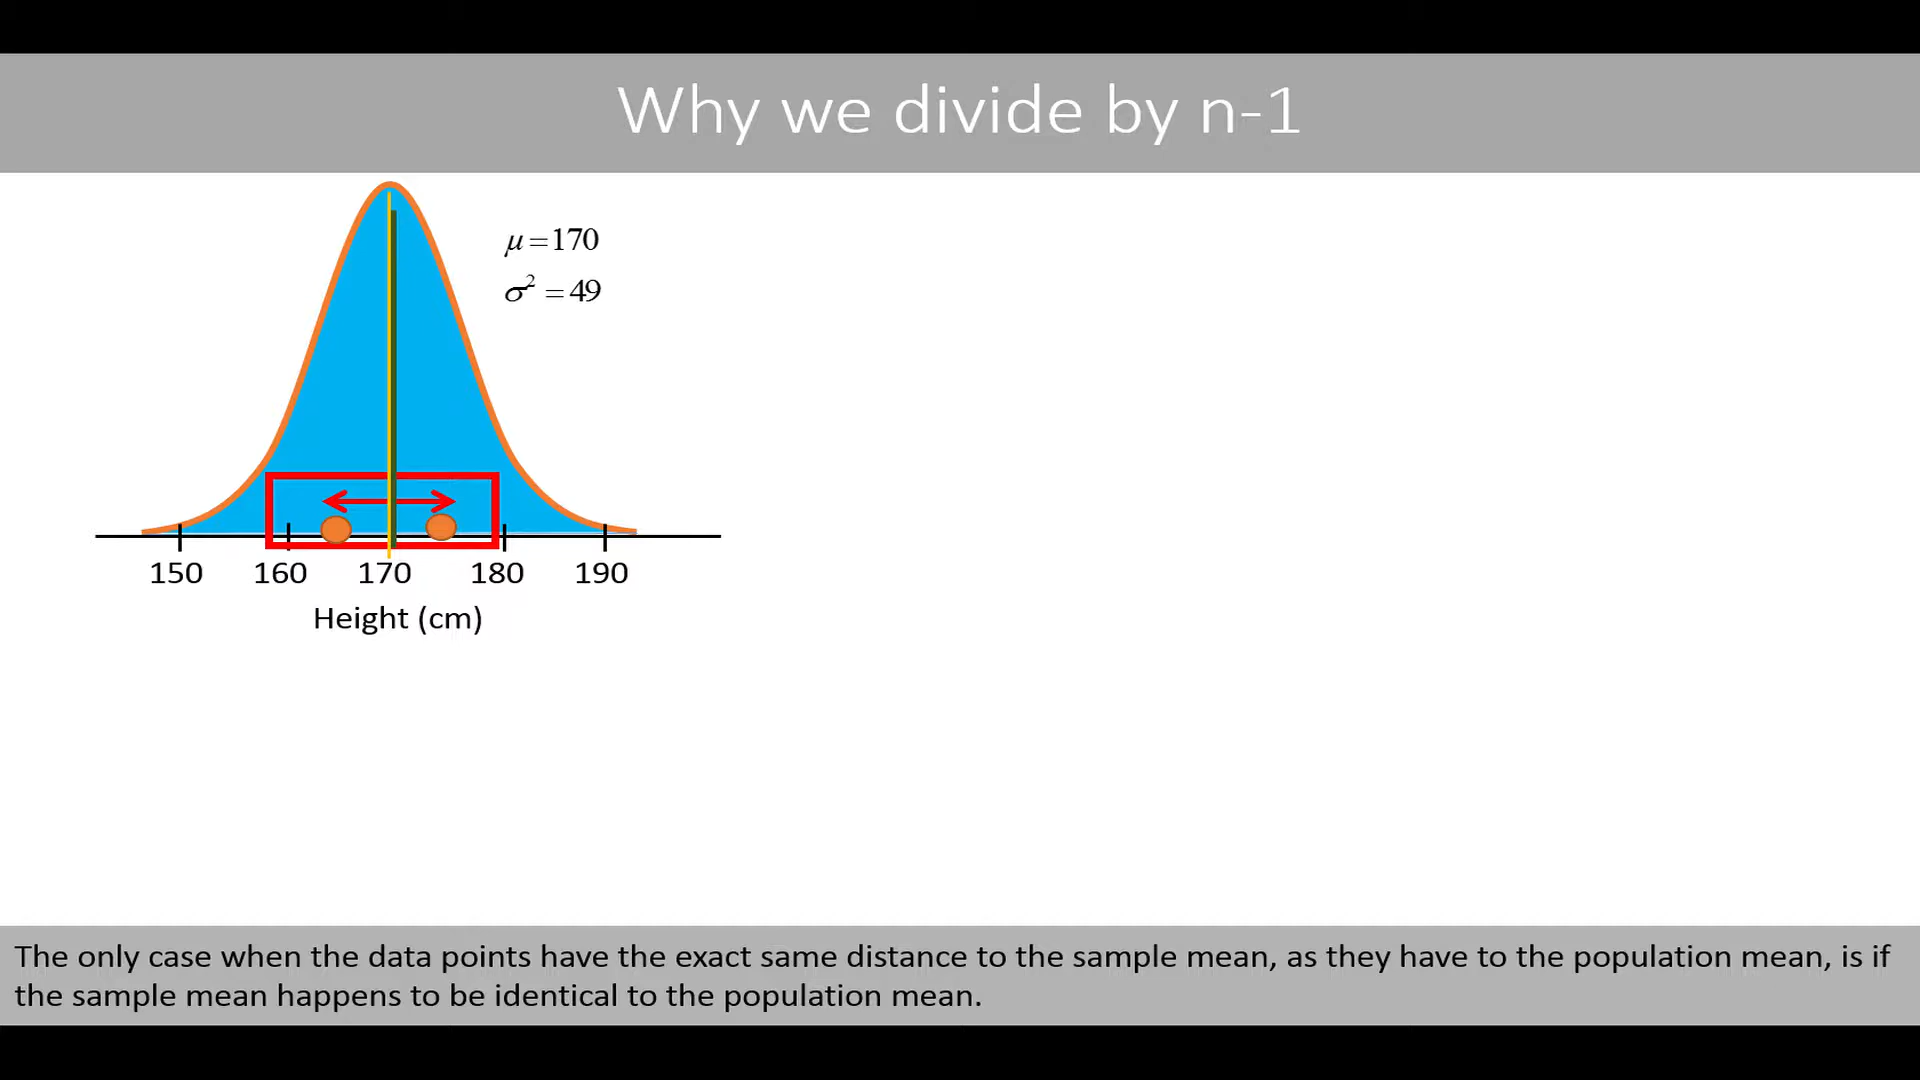 Why we divide by n-1
μ=170
σ² =49
150 160 170 180 190
Height (cm)
The only case when the data points have the exact same distance to the sample mean, as they have to the population mean, is if
the sample mean happens to be identical to the population mean.